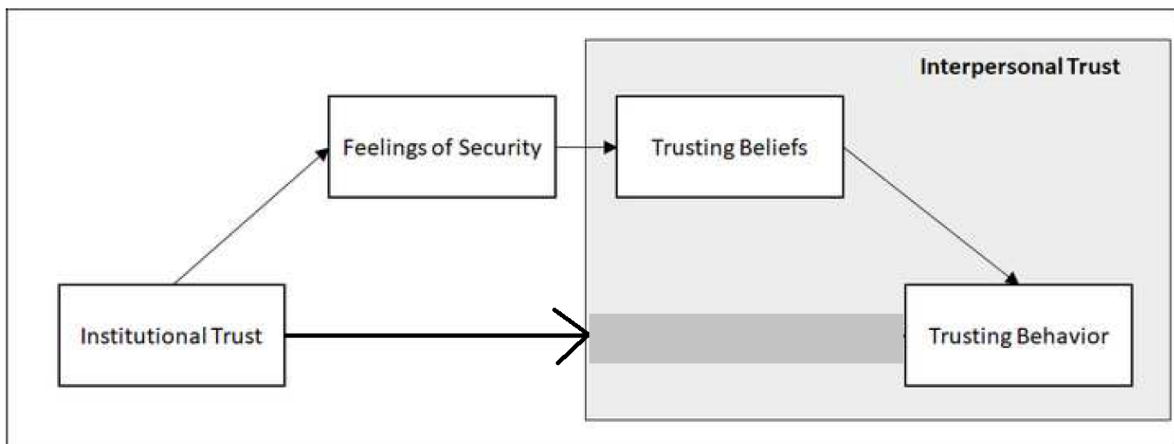 Interpersonal Trust
Feelings of Security
Trusting Beliefs
Institutional Trust
Trusting Behavior